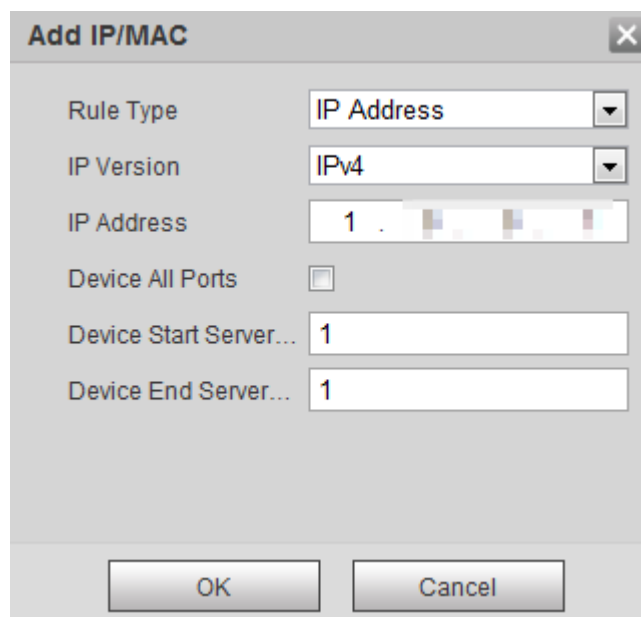 Add IP/MAC
Rule Type IP Address
IP Version IPv4
IP Address 1 .
Device All Ports
Device Start Server... 1
Device End Server... 1
OK Cancel